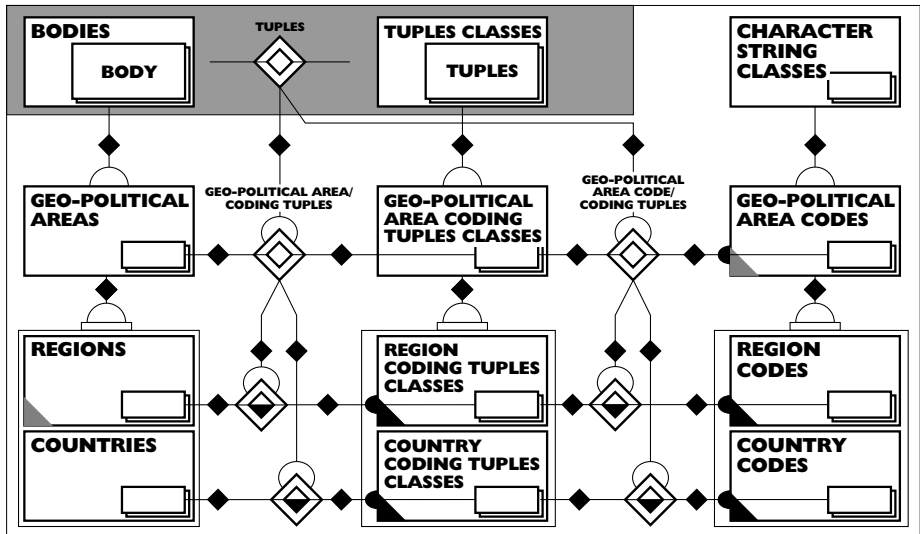 BODIES
BODY
TUPLES
TUPLES CLASSES
TUPLES
CHARACTER
STRING
CLASSES
GEO-POLITICAL
AREAS
GEO-POLITICAL AREA/
CODING TUPLES
GEO-POLITICAL
AREA CODING
TUPLES CLASSES
GEO-POLITICAL
AREA CODE/
CODING TUPLES
GEO-POLITICAL
AREA CODES
REGIONS
REGION
CODING TUPLES
CLASSES
REGION
CODES
COUNTRIES
COUNTRY
CODING TUPLES
CLASSES
COUNTRY
CODES